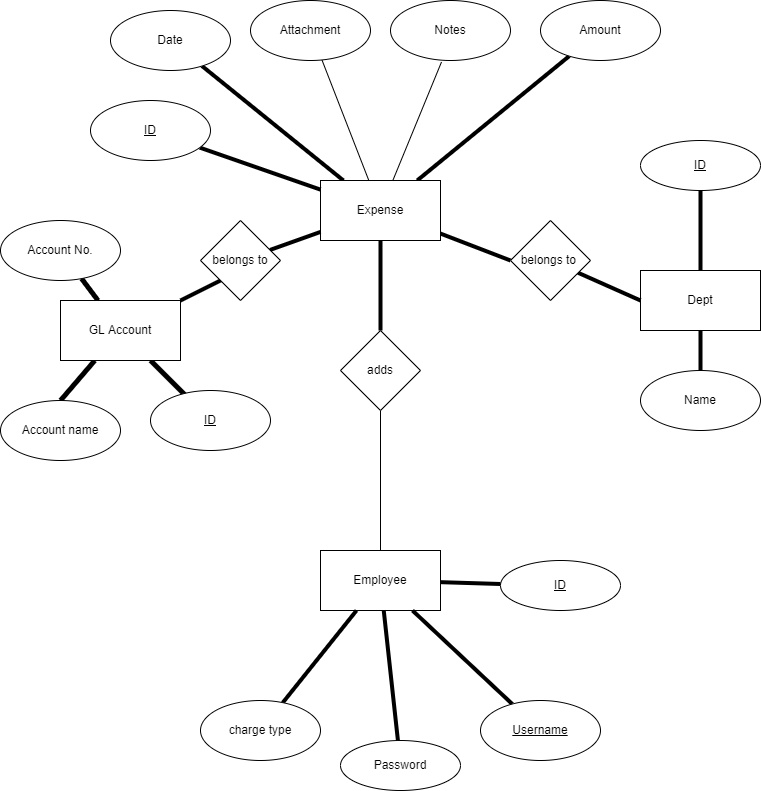 Attachment
Notes
Amount
Date
ID
ID
Expense
Account No.
belongs to
belongs to
Dept
GL Account
adds
Name
ID
Account name
Employee
ID
charge type
Username
Password